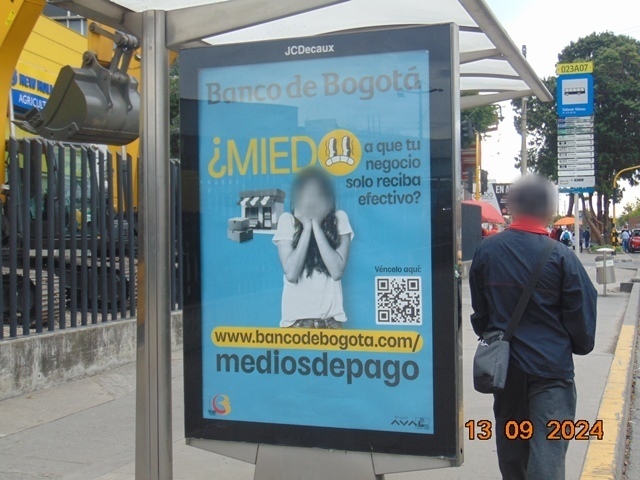 JCDecaux
Banco de Bogotá
¿MIEDO
a que tu
negocio
solo reciba
efectivo?
Véncelo aquí:
www.bancodebogota.com/
mediosdepago
AVAL
023A07
AGRICUL
13 09 2024